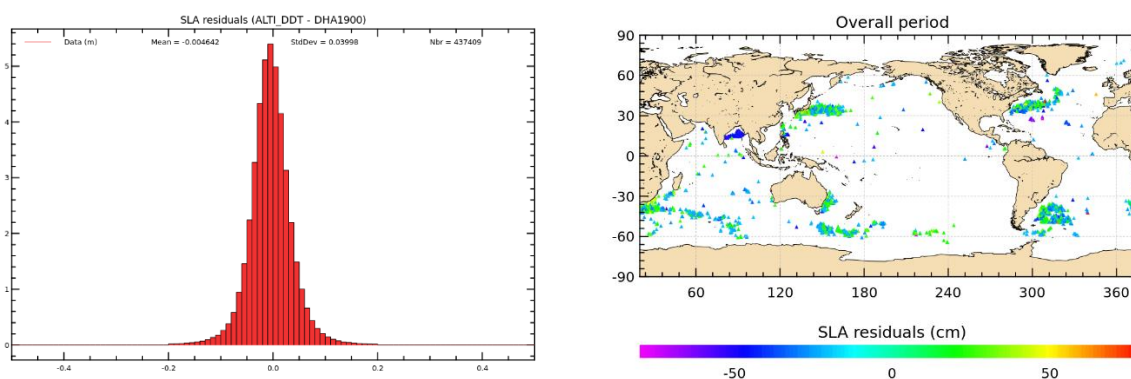 SLA residuals (ALTI_DDT - DHA1900)
Data (m) Mean = -0.004642 StdDev = 0.03998 Nbr = 437409
5
4
3
2
1
0
-0.4 -0.2 0.0 0.2 0.4
Overall period
90
60
30
0
-30
-60
-90
60 120 180 240 300 360
SLA residuals (cm)
-50 0 50